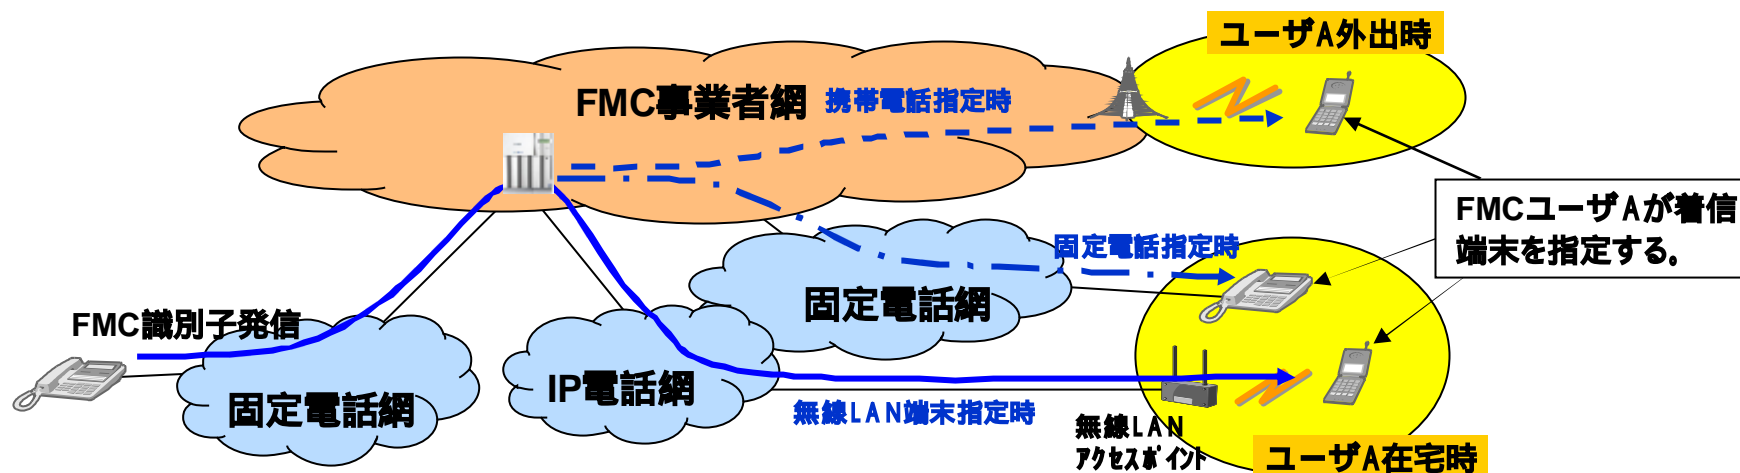 ユーザA外出時
FMC事業者網
携帯電話指定時
FMCユーザAが着信
端末を指定する。
固定電話指定時
固定電話網
FMC識別子発信
固定電話網
IP電話網
無線LAN端末指定時
無線LAN
アクセスポイント
ユーザA在宅時